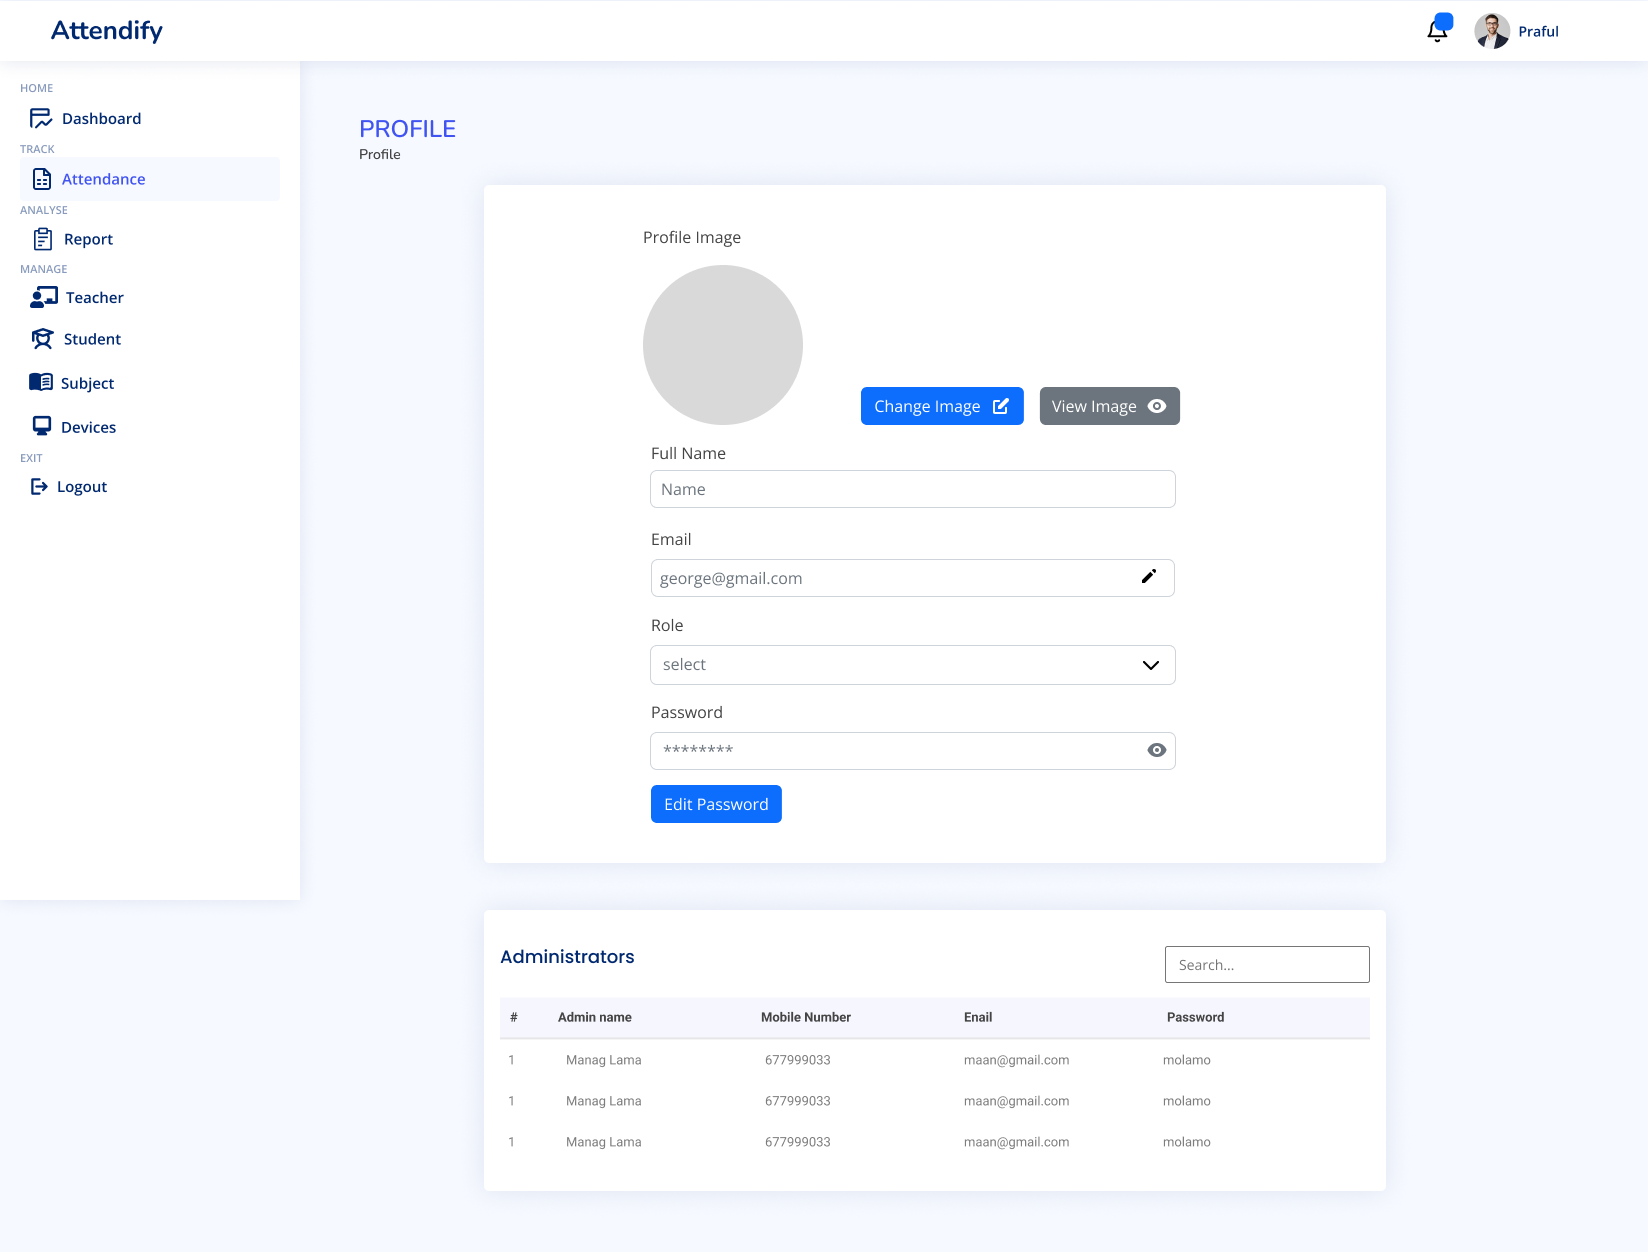 Attendify
Praful
HOME
Dashboard
TRACK
Attendance
ANALYSE
Report
MANAGE
Teacher
Student
Subject
Devices
EXIT
Logout
PROFILE
Profile
Profile Image
Change Image
View Image
Full Name
Name
Email
george@gmail.com
Role
select
Password
********
Edit Password
Administrators
Search...
# Admin name Mobile Number Enail Password
1 Manag Lama 677999033 maan@gmail.com molamo
1 Manag Lama 677999033 maan@gmail.com molamo
1 Manag Lama 677999033 maan@gmail.com molamo